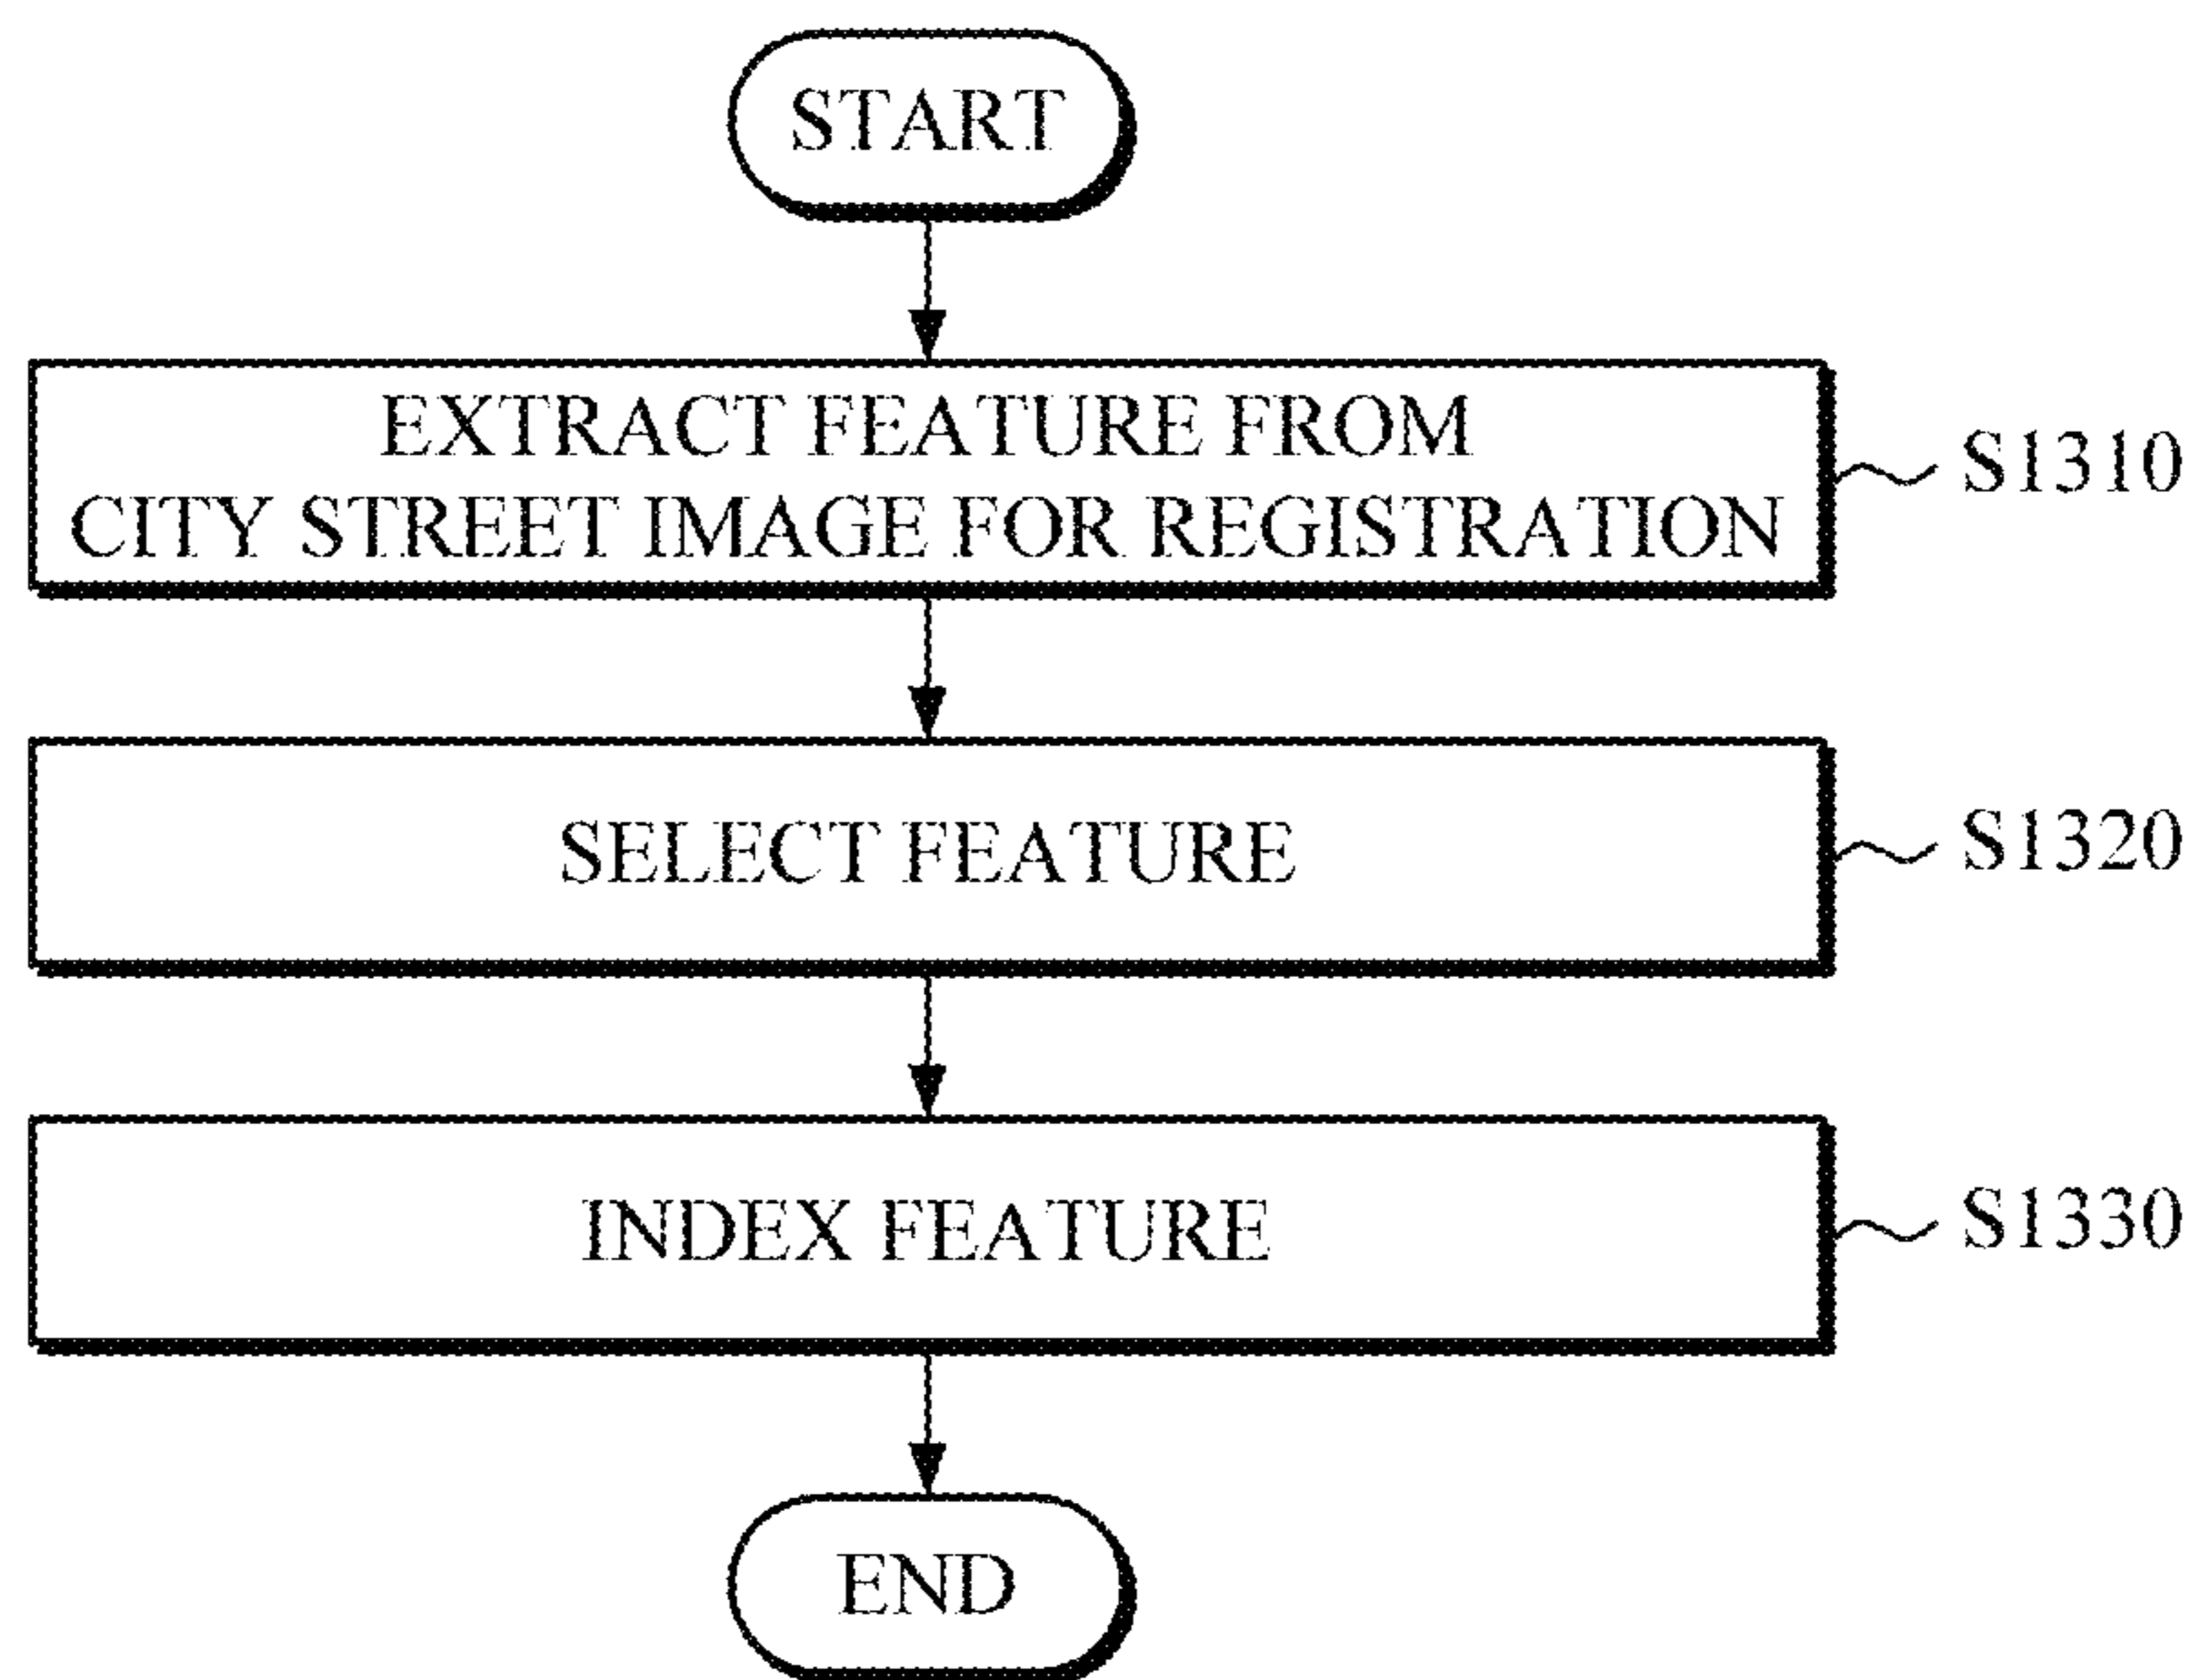 START
EXTRACT FEATURE FROM
CITY STREET IMAGE FOR REGISTRATION
S1310
SELECT FEATURE
S1320
INDEX FEATURE
S1330
END